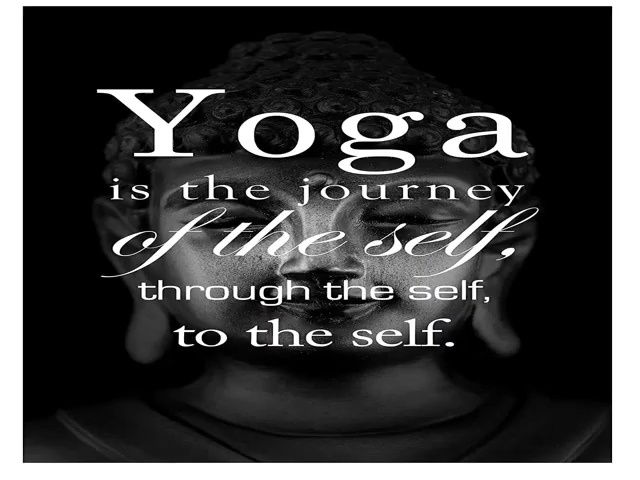 Yoga
is the journey
of the self,
through the self,
to the self.